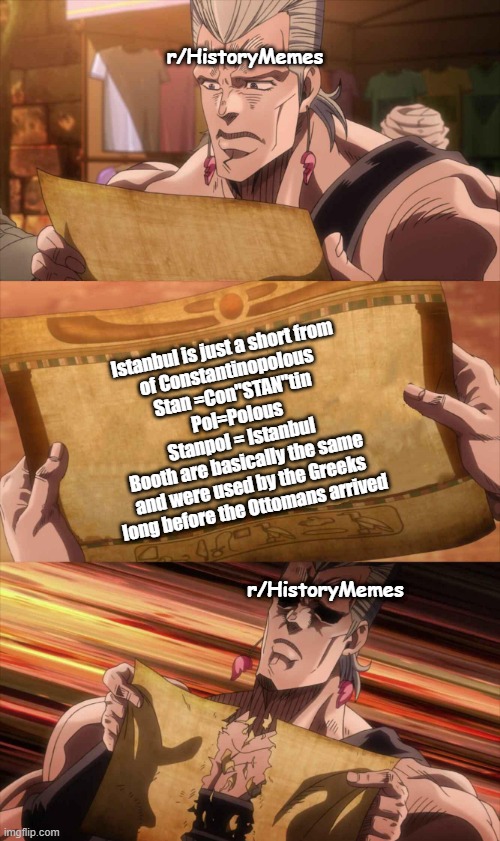 r/HistoryMemes
Istanbul is just a short from
of Constantinopolous
Stan =Con"STAN"tin
Pol=Polous
Stanpol = Istanbul
Booth are basically the same
and were used by the Greeks
long before the Ottomans arrived
r/HistoryMemes
imgflip.com